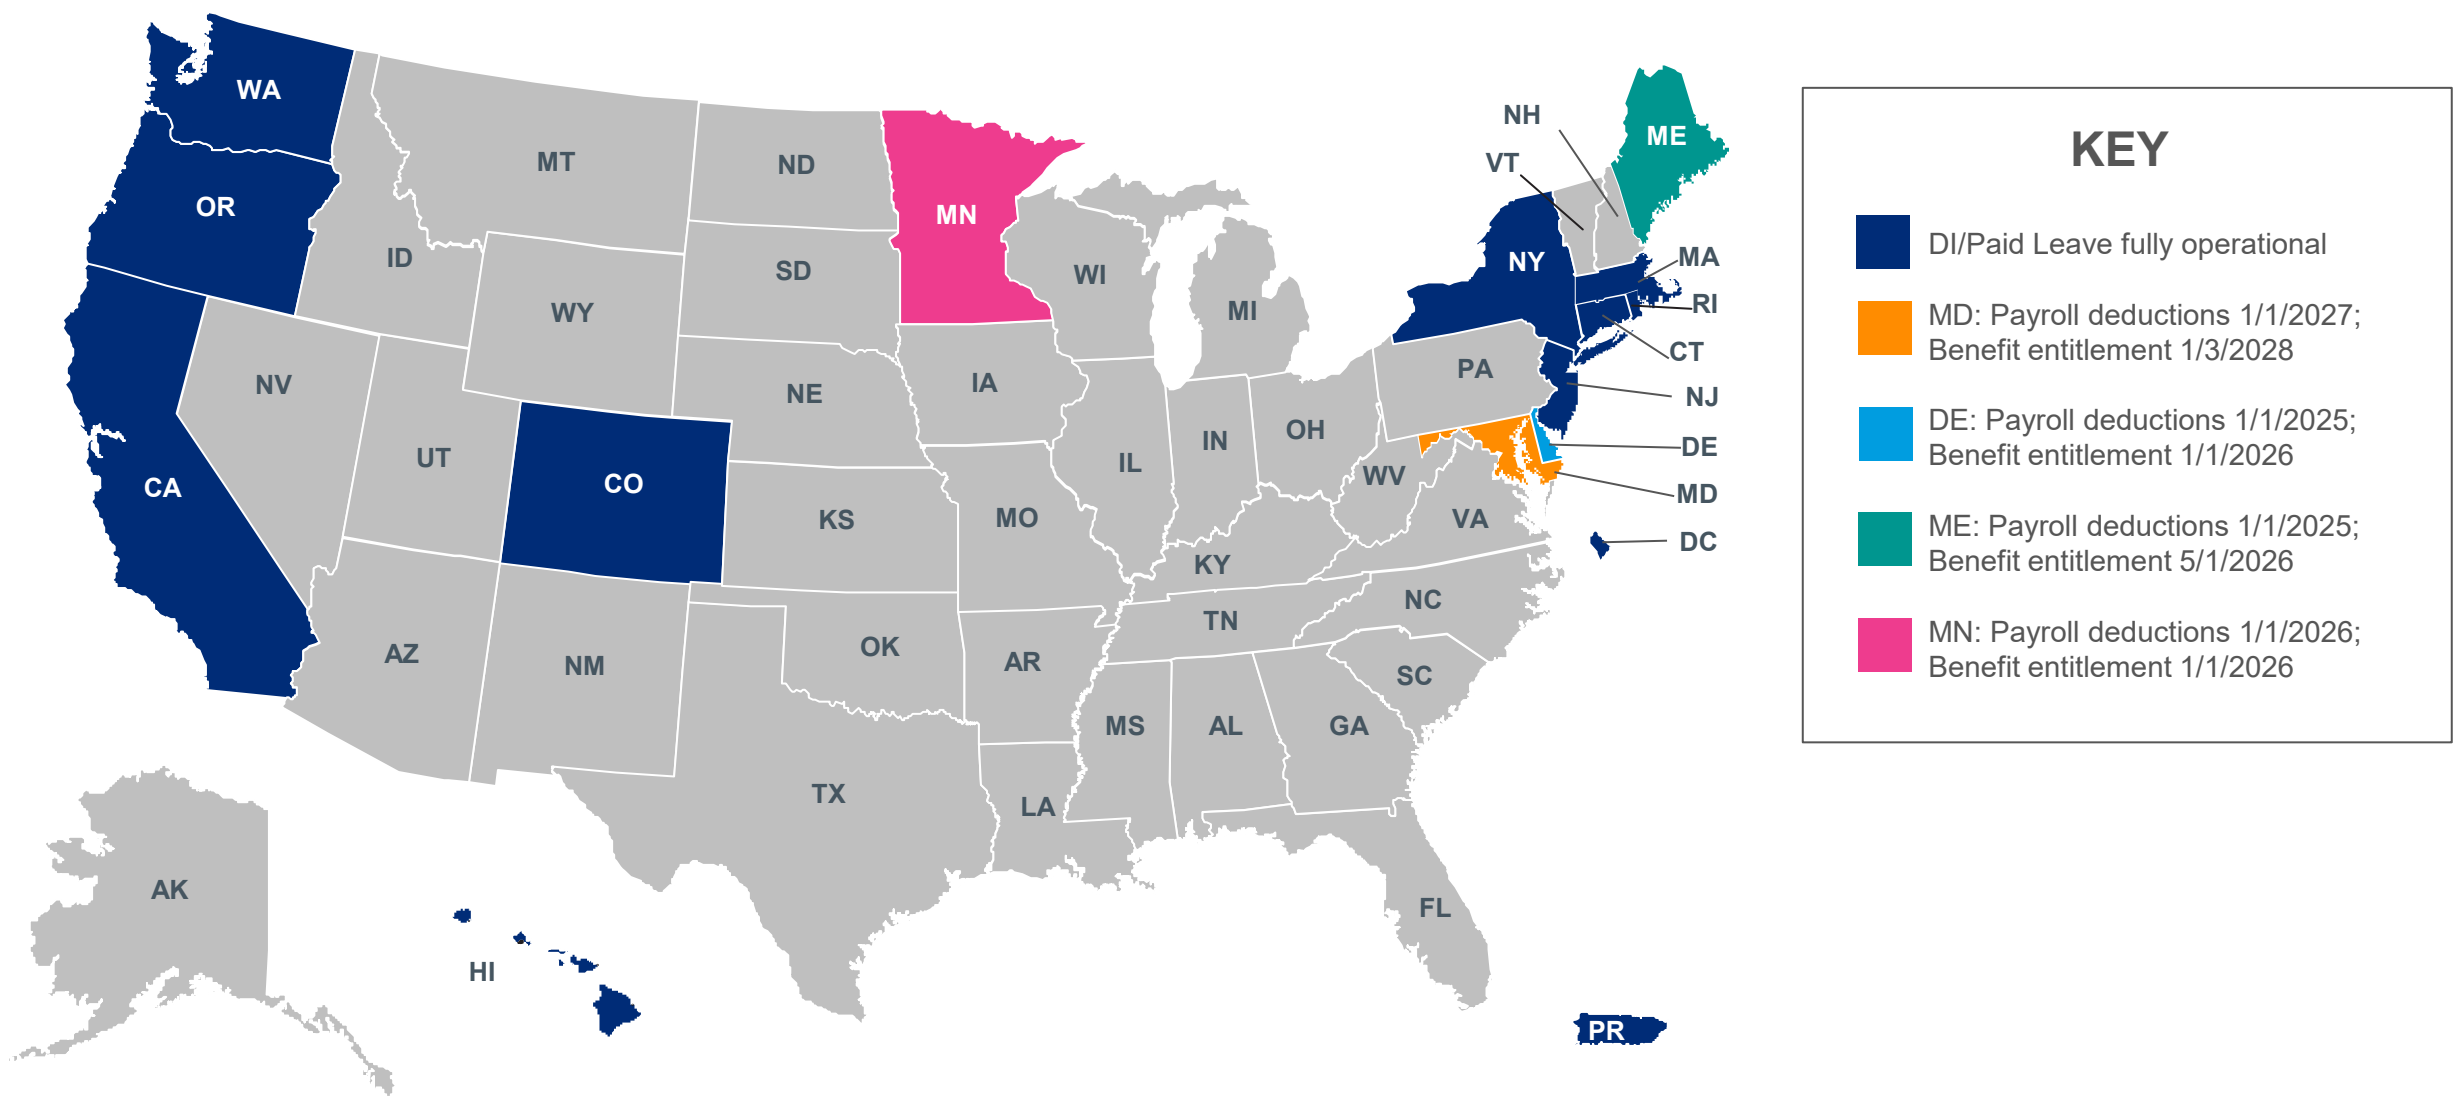 WA
OR
CA
NV
ID
MT
WY
UT
CO
AZ
NM
ND
SD
NE
KS
OK
TX
MN
IA
MO
AR
LA
WI
IL
MI
IN
OH
KY
TN
MS
AL
GA
FL
SC
NC
VA
WV
PA
NY
VT
NH
ME
MA
RI
CT
NJ
DE
MD
DC
AK
HI
PR
KEY
DI/Paid Leave fully operational
MD: Payroll deductions 1/1/2027;
Benefit entitlement 1/3/2028
DE: Payroll deductions 1/1/2025;
Benefit entitlement 1/1/2026
ME: Payroll deductions 1/1/2025;
Benefit entitlement 5/1/2026
MN: Payroll deductions 1/1/2026;
Benefit entitlement 1/1/2026